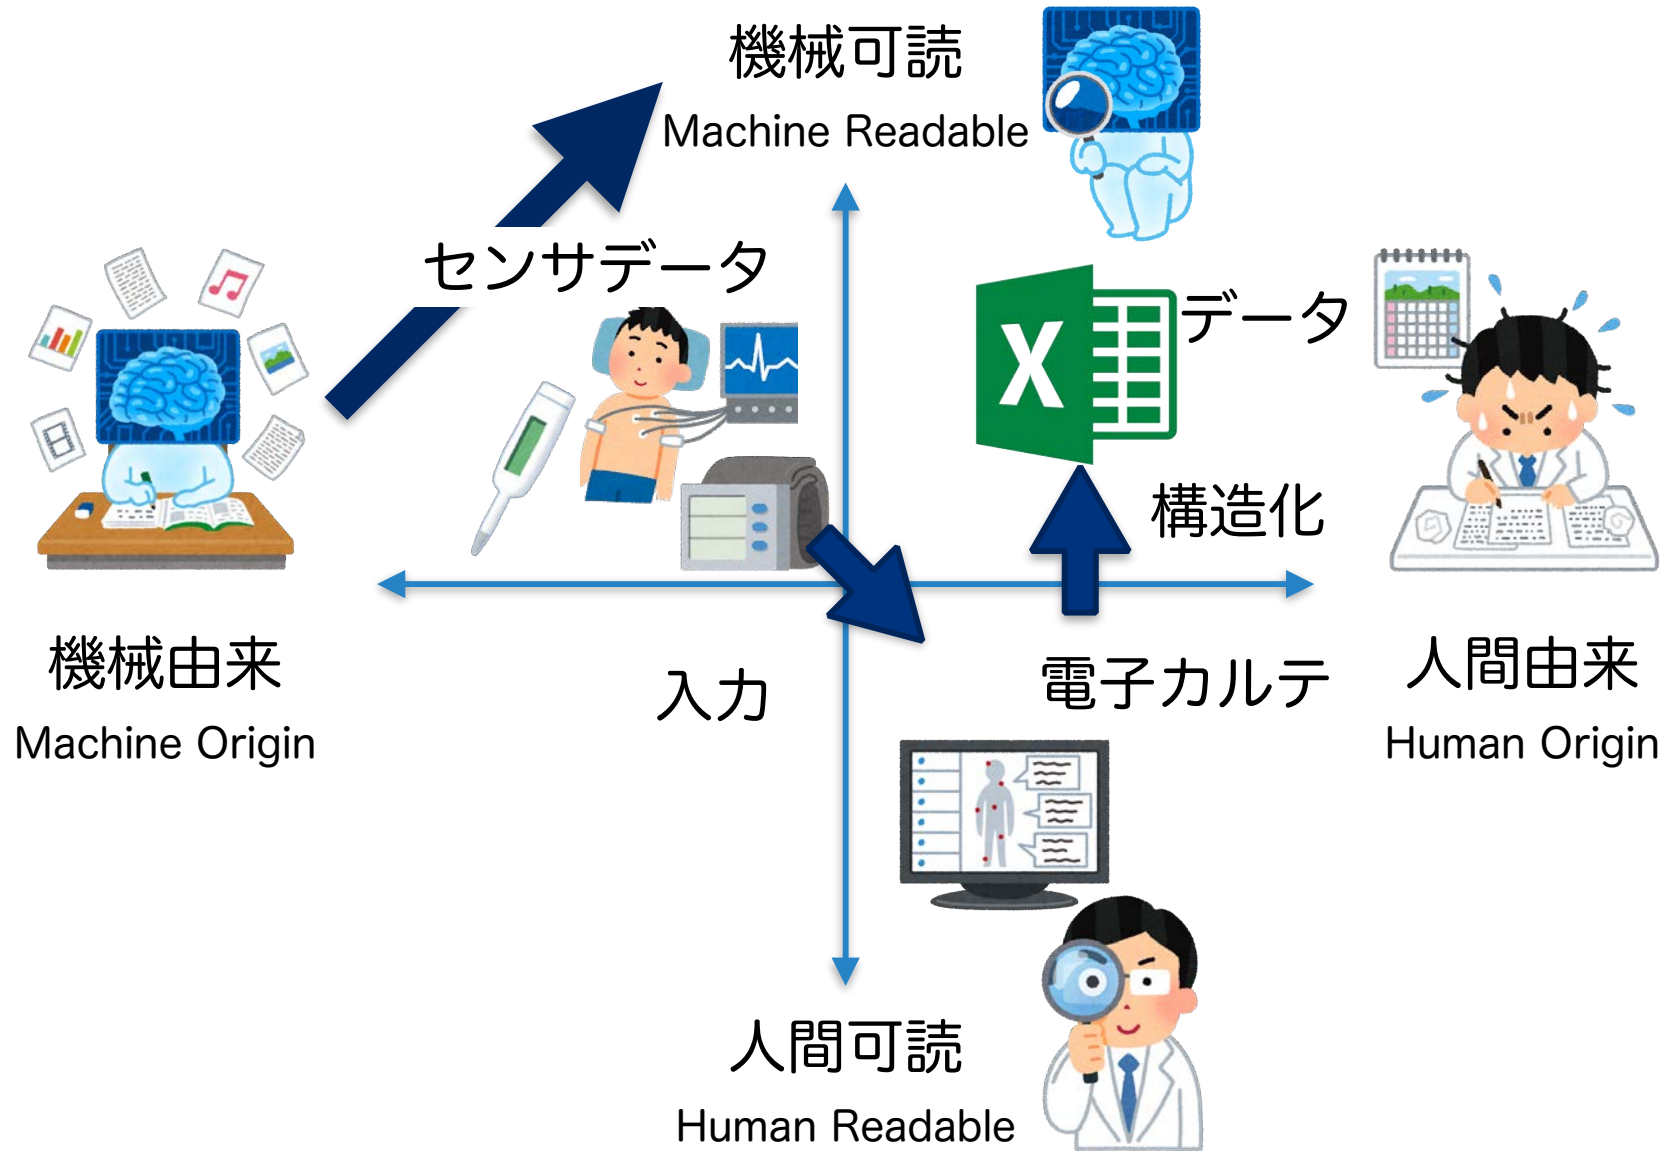 機械可読
Machine Readable
センサデータ
X
データ
構造化
機械由来
Machine Origin
入力
電子カルテ
人間由来
Human Origin
人間可読
Human Readable